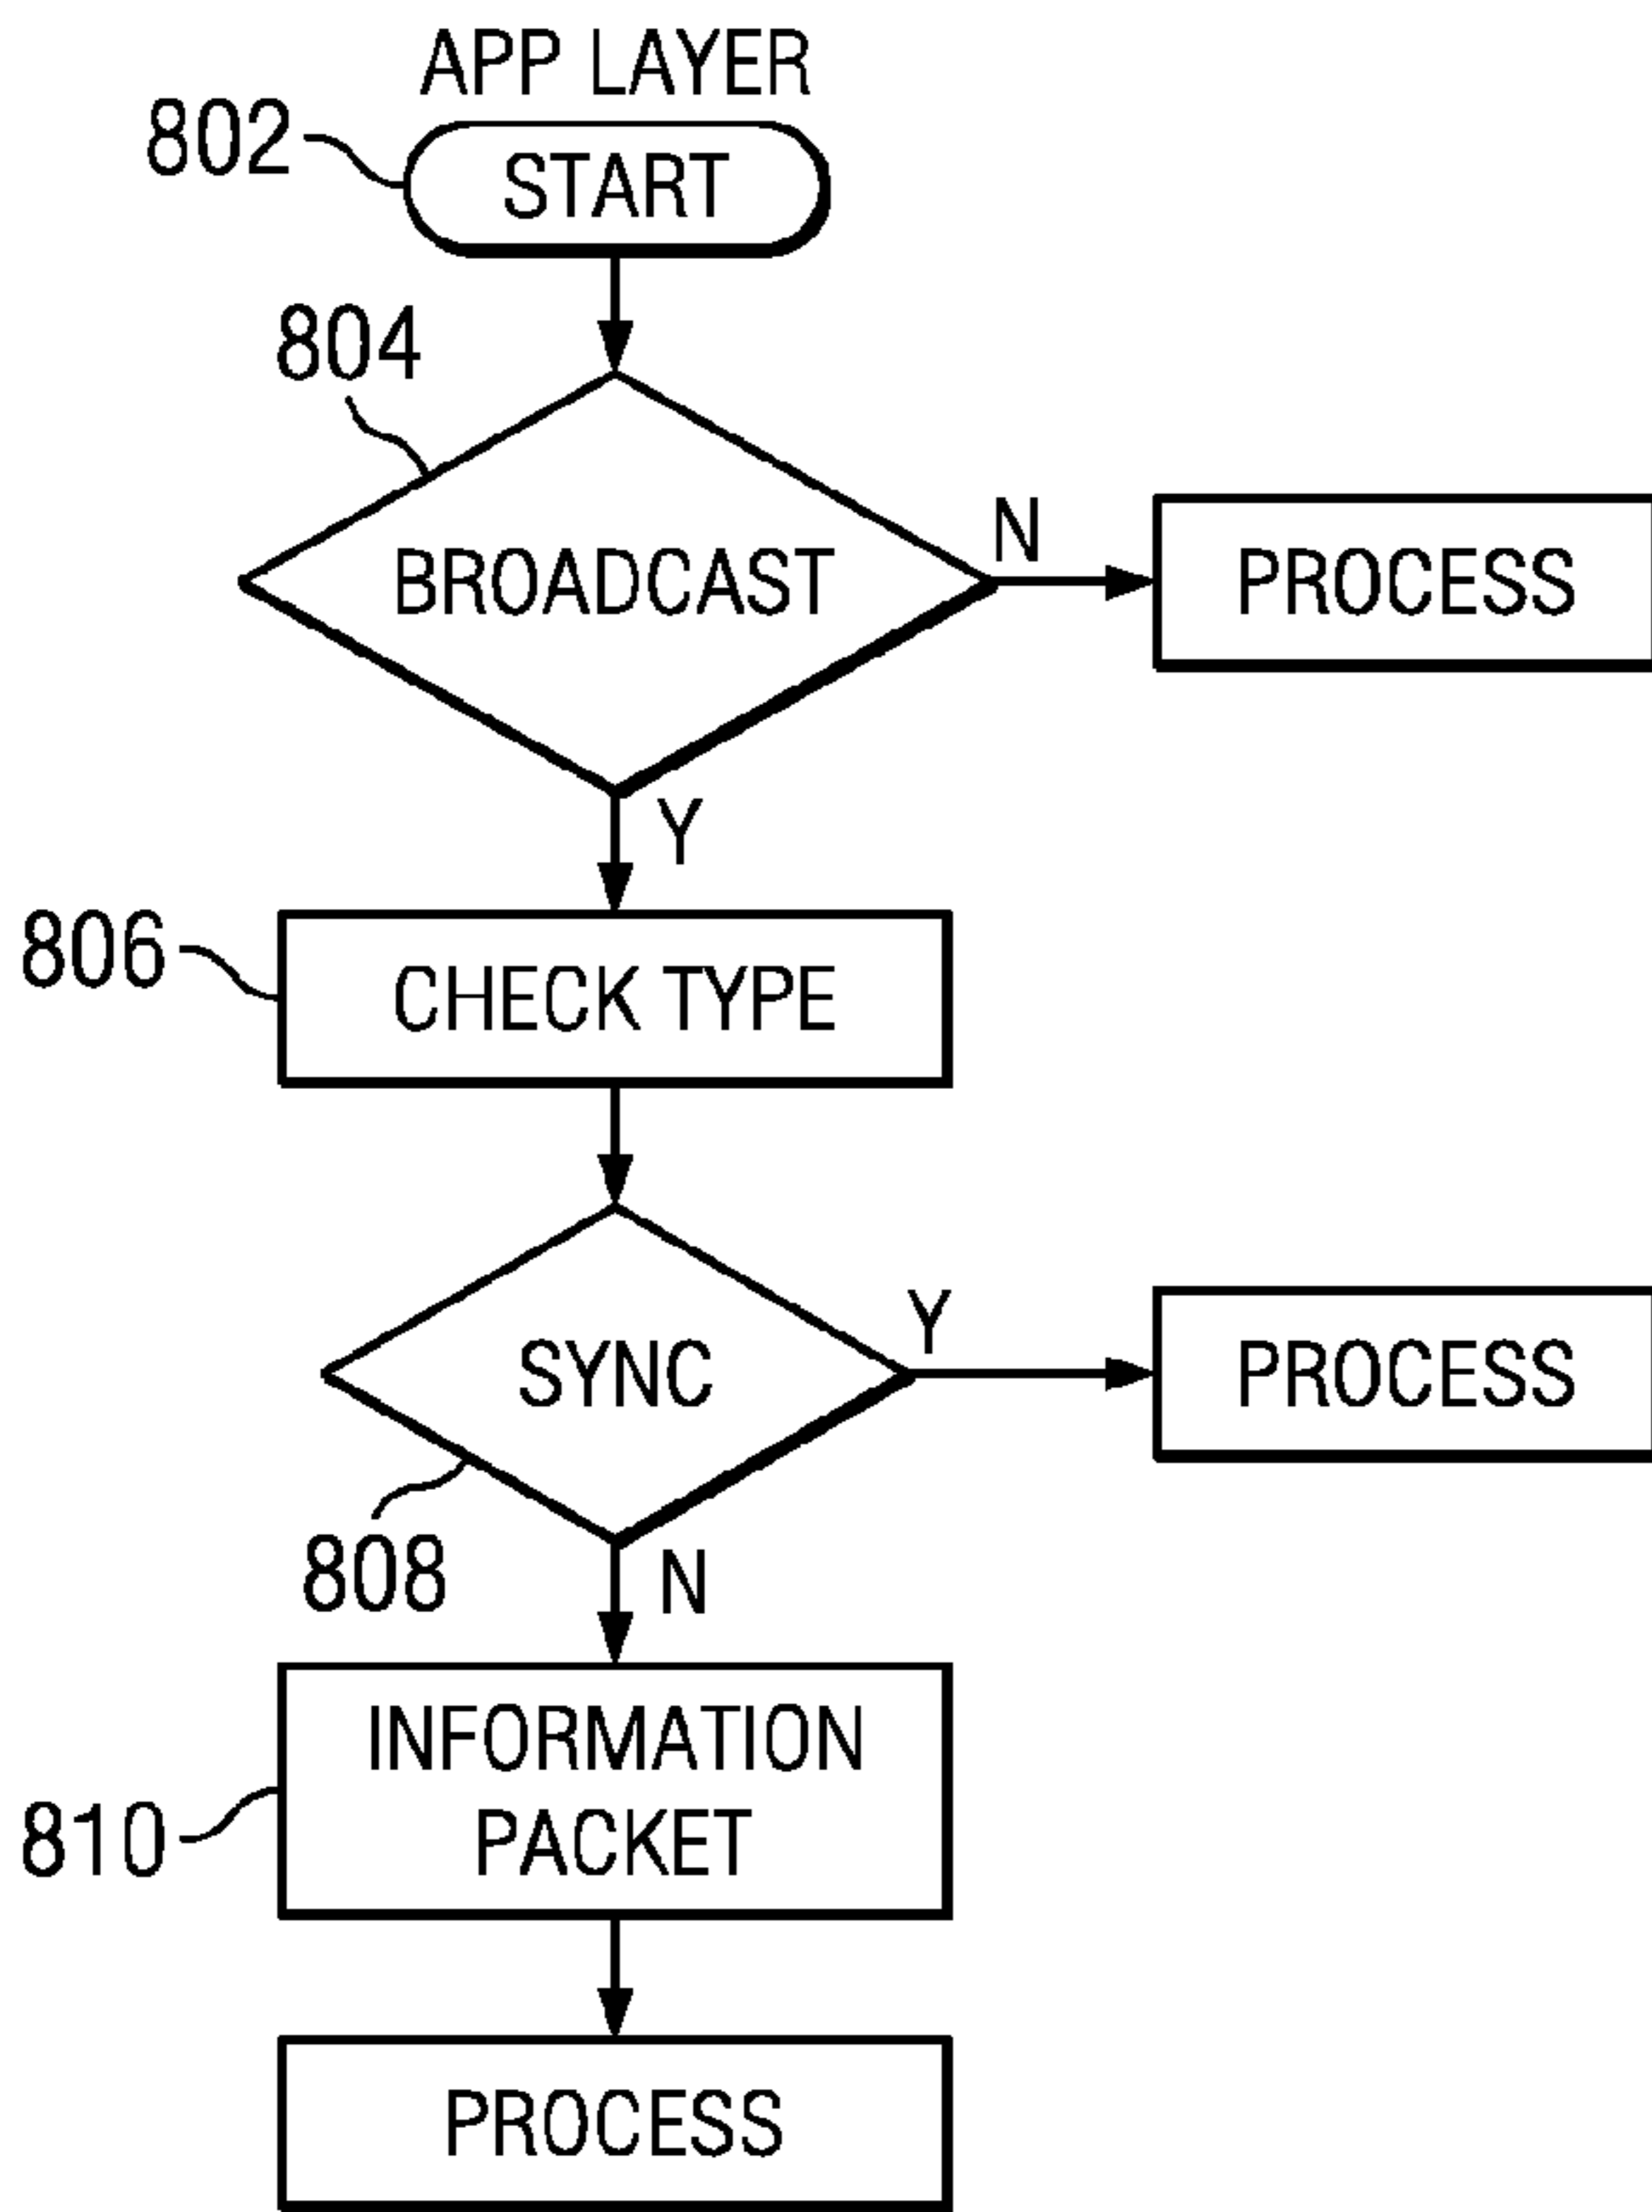 APP LAYER
802
START
804
BROADCAST
N
PROCESS
Y
806
CHECK TYPE
SYNC
Y
PROCESS
808
N
INFORMATION
PACKET
810
PROCESS